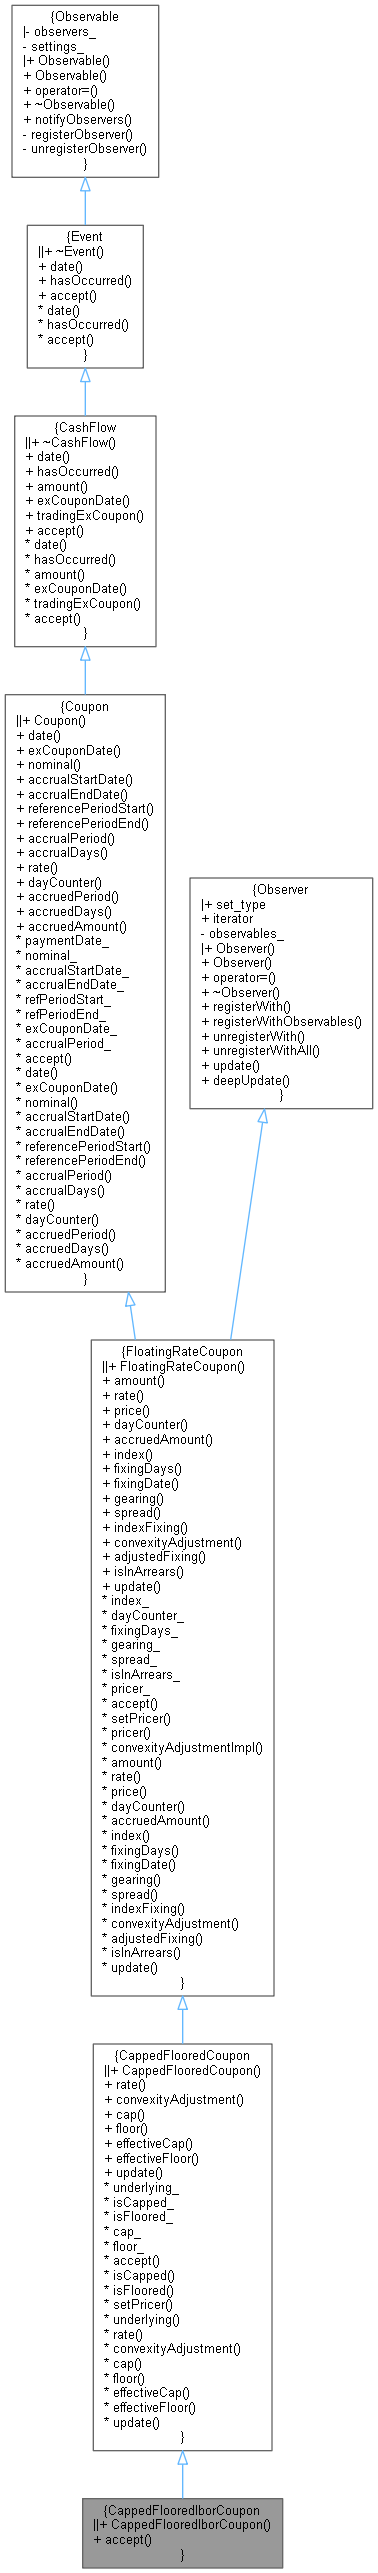 {Observable
|- observers_
- settings_
|+ Observable()
+ Observable()
+ operator=()
+ ~Observable()
+ notifyObservers()
- registerObserver()
- unregisterObserver()
}
{Event
||+ ~Event()
+ date()
+ hasOccurred()
+ accept()
* date()
* hasOccurred()
* accept()
}
{CashFlow
||+ ~CashFlow()
+ date()
+ hasOccurred()
+ amount()
+ exCouponDate()
+ tradingExCoupon()
+ accept()
* date()
* hasOccurred()
* amount()
* exCouponDate()
* tradingExCoupon()
* accept()
}
{Coupon
||+ Coupon()
+ date()
+ exCouponDate()
+ nominal()
+ accrualStartDate()
+ accrualEndDate()
+ referencePeriodStart()
+ referencePeriodEnd()
+ accrualPeriod()
+ accrualDays()
+ rate()
+ dayCounter()
+ accruedPeriod()
+ accruedDays()
+ accruedAmount()
* paymentDate_
* nominal_
* accrualStartDate_
* accrualEndDate_
* refPeriodStart_
* refPeriodEnd_
* exCouponDate_
* accrualPeriod_
* accept()
* date()
* exCouponDate()
* nominal()
* accrualStartDate()
* accrualEndDate()
* referencePeriodStart()
* referencePeriodEnd()
* accrualPeriod()
* accrualDays()
* rate()
* dayCounter()
* accruedPeriod()
* accruedDays()
* accruedAmount()
}
{Observer
|+ set_type
+ iterator
- observables_
|+ Observer()
+ Observer()
+ operator=()
+ ~Observer()
+ registerWith()
+ registerWithObservables()
+ unregisterWith()
+ unregisterWithAll()
+ update()
+ deepUpdate()
}
{FloatingRateCoupon
||+ FloatingRateCoupon()
+ amount()
+ rate()
+ price()
+ dayCounter()
+ accruedAmount()
+ index()
+ fixingDays()
+ fixingDate()
+ gearing()
+ spread()
+ indexFixing()
+ convexityAdjustment()
+ adjustedFixing()
+ isInArrears()
+ update()
* index_
* dayCounter_
* fixingDays_
* gearing_
* spread_
* isInArrears_
* pricer_
* accept()
* setPricer()
* pricer()
* convexityAdjustmentImpl()
* amount()
* rate()
* price()
* dayCounter()
* accruedAmount()
* index()
* fixingDays()
* fixingDate()
* gearing()
* spread()
* indexFixing()
* convexityAdjustment()
* adjustedFixing()
* isInArrears()
* update()
}
{CappedFlooredCoupon
||+ CappedFlooredCoupon()
+ rate()
+ convexityAdjustment()
+ cap()
+ floor()
+ effectiveCap()
+ effectiveFloor()
+ update()
* underlying_
* isCapped_
* isFloored_
* cap_
* floor_
* accept()
* isCapped()
* isFloored()
* setPricer()
* underlying()
* rate()
* convexityAdjustment()
* cap()
* floor()
* effectiveCap()
* effectiveFloor()
* update()
}
{CappedFlooredIborCoupon
||+ CappedFlooredIborCoupon()
+ accept()
}